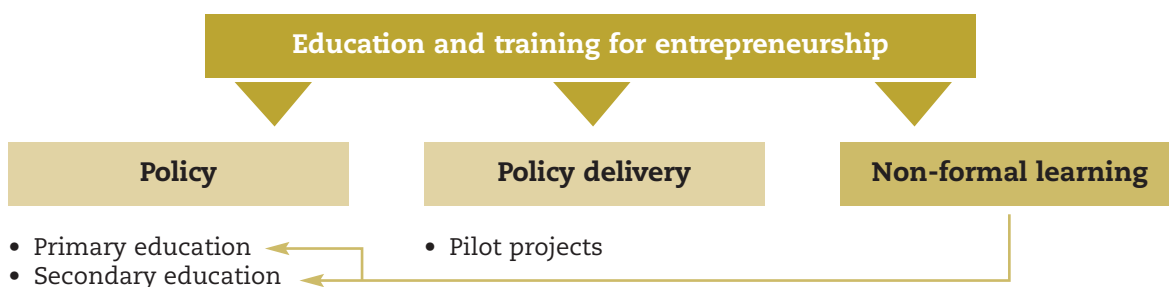 Education and training for entrepreneurship
Policy
Policy delivery
Non-formal learning
• Primary education
• Secondary education
• Pilot projects